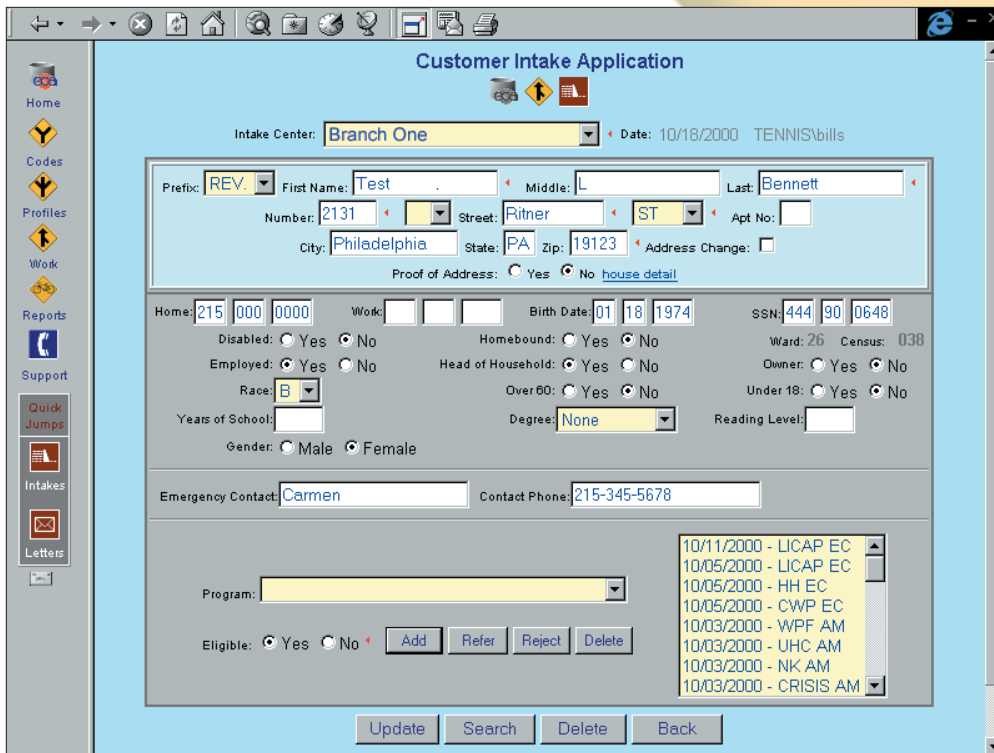 Customer Intake Application
eca
Home
Codes
Profiles
Work
Reports
Support
Quick
Jumps
Intakes
Letters
eca
Intake Center: Branch One Date: 10/18/2000 TENNIS\bills
Prefix: REV. First Name: Test . Middle: L Last: Bennett
Number: 2131 Street: Ritner ST Apt No:
City: Philadelphia State: PA Zip: 19123 Address Change:
Proof of Address: Yes No house detail
Home: 215 000 0000 Work: Birth Date: 01 18 1974 SSN: 444 90 0648
Disabled: Yes No Homebound: Yes No Ward: 26 Census: 038
Employed: Yes No Head of Household: Yes No Owner: Yes No
Race: B Over 60: Yes No Under 18: Yes No
Years of School: Degree: None Reading Level:
Gender: Male Female
Emergency Contact: Carmen Contact Phone: 215-345-5678
Program:
Eligible: Yes No Add Refer Reject Delete
10/11/2000 - LICAP EC
10/05/2000 - LICAP EC
10/05/2000 - HH EC
10/05/2000 - CWP EC
10/03/2000 - WPF AM
10/03/2000 - UHC AM
10/03/2000 - NK AM
10/03/2000 - CRISIS AM
Update Search Delete Back